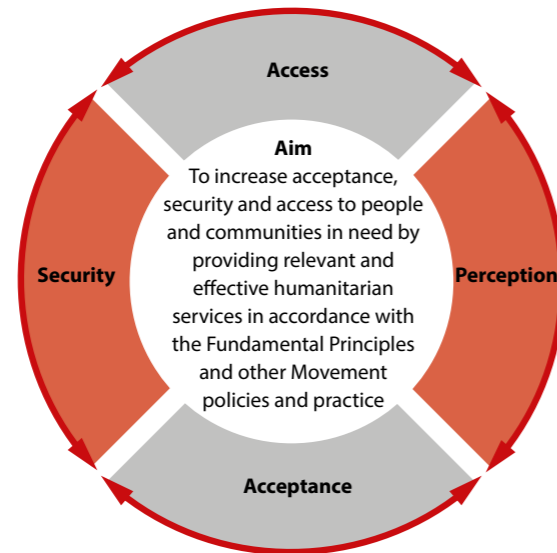 Access
Aim
To increase acceptance,
security and access to people
and communities in need by
providing relevant and
effective humanitarian
services in accordance with
the Fundamental Principles
and other Movement
policies and practice
Security
Perception
Acceptance